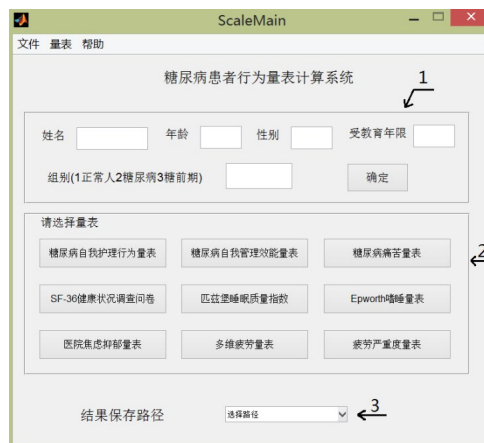 ScaleMain
文件 量表 帮助
糖尿病患者行为量表计算系统
1
姓名 年龄 性别 受教育年限
组别(1正常人2糖尿病3糖前期) 确定
请选择量表
糖尿病自我护理行为量表 糖尿病自我管理效能量表 糖尿病痛苦量表
2
SF-36健康状况调查问卷 匹兹堡睡眠质量指数 Epworth嗜睡量表
医院焦虑抑郁量表 多维疲劳量表 疲劳严重度量表
结果保存路径 选择路径 3